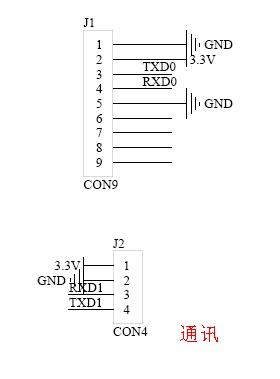 J1
1 GND
2 3.3V
3 TXD0
4 RXD0
5 GND
6
7
8
9
CON9
J2
3.3V 1
GND 2
RXD1 3
TXD1 4
CON4
通讯